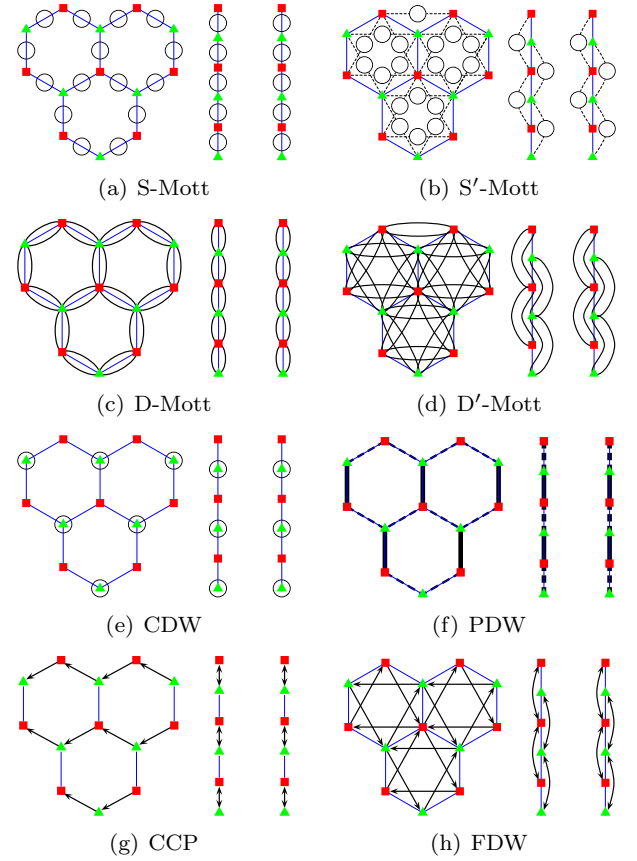 (a) S-Mott
(b) S′-Mott
(c) D-Mott
(d) D′-Mott
(e) CDW
(f) PDW
(g) CCP
(h) FDW